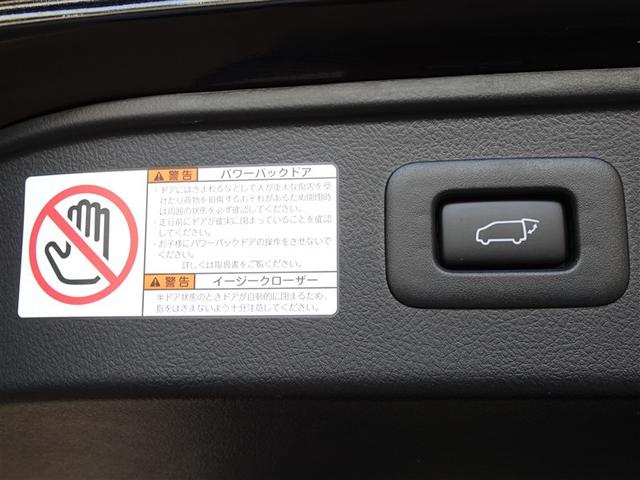 警告 パワーバックドア
・ドアにはさまれるなどして人が重大な傷害を受
けたり荷物を損傷するおそれがあるため開閉時
は周囲の状態を必ず確認してください。
・走行前にドアが確実に閉まっていることを確認
してください。
・お子様にパワーバックドアの操作をさせないで
ください。
詳しくは取扱書をご覧ください。
警告 イージークローザー
半ドア状態のときドアが自動的に閉まるため、
指をはさまないよう十分注意してください。